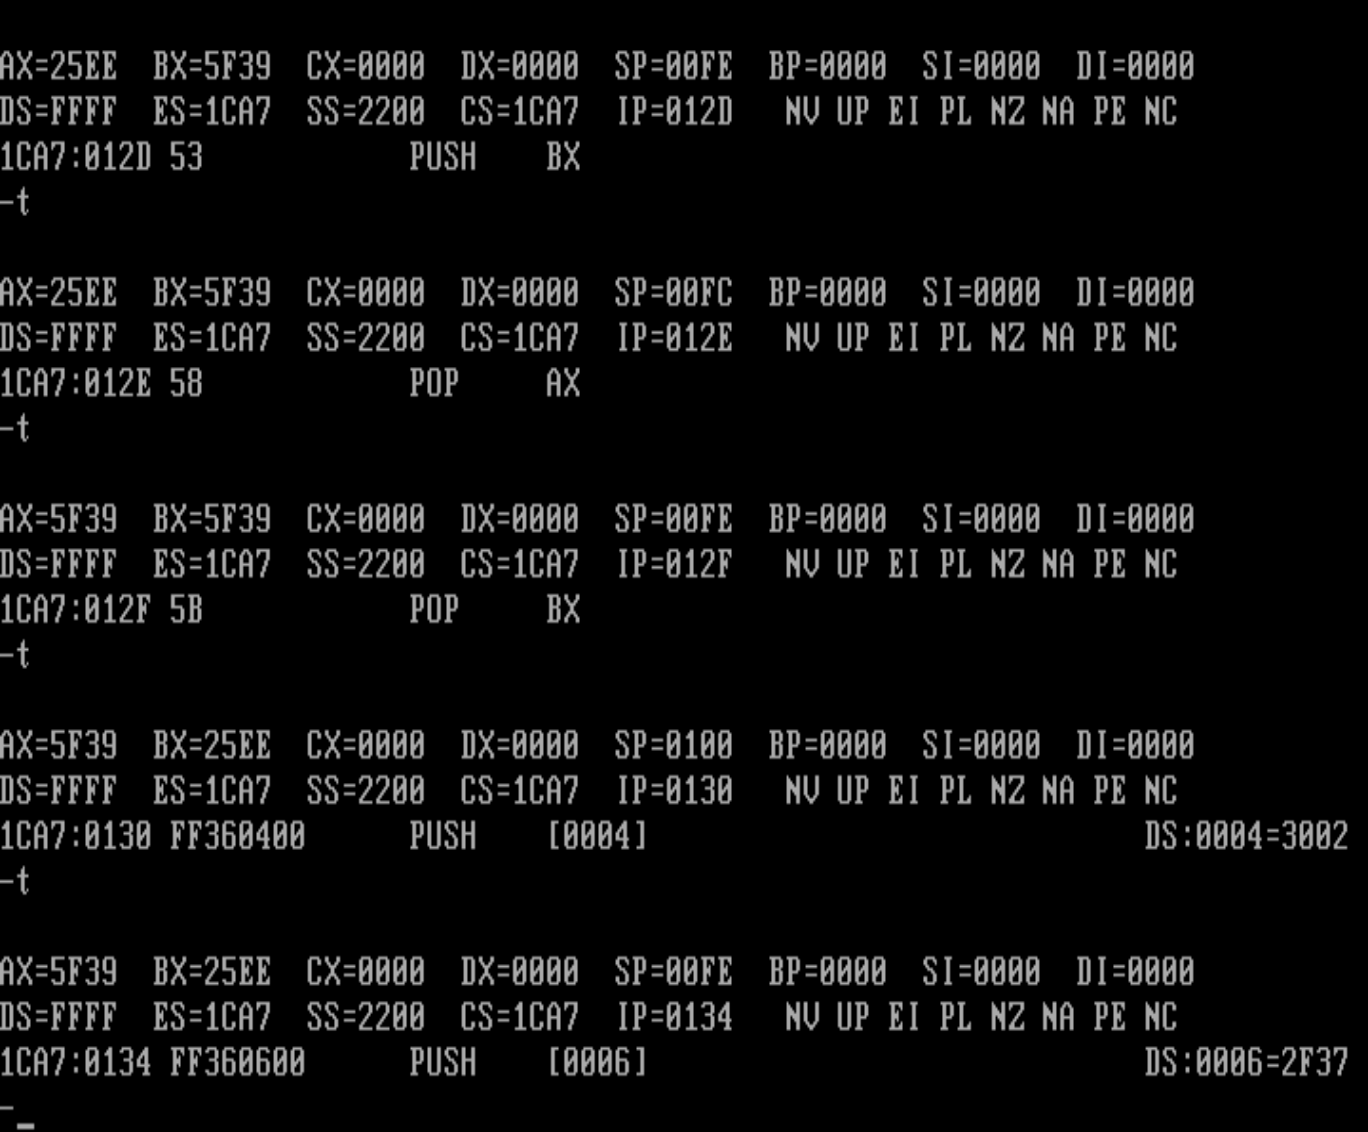 AX=25EE  BX=5F39  CX=0000  DX=0000  SP=00FE  BP=0000  SI=0000  DI=0000
DS=FFFF  ES=1CA7  SS=2200  CS=1CA7  IP=012D   NV UP EI PL NZ NA PE NC
1CA7:012D 53            PUSH    BX
-t
AX=25EE  BX=5F39  CX=0000  DX=0000  SP=00FC  BP=0000  SI=0000  DI=0000
DS=FFFF  ES=1CA7  SS=2200  CS=1CA7  IP=012E   NV UP EI PL NZ NA PE NC
1CA7:012E 58            POP     AX
-t
AX=5F39  BX=5F39  CX=0000  DX=0000  SP=00FE  BP=0000  SI=0000  DI=0000
DS=FFFF  ES=1CA7  SS=2200  CS=1CA7  IP=012F   NV UP EI PL NZ NA PE NC
1CA7:012F 5B            POP     BX
-t
AX=5F39  BX=25EE  CX=0000  DX=0000  SP=0100  BP=0000  SI=0000  DI=0000
DS=FFFF  ES=1CA7  SS=2200  CS=1CA7  IP=0130   NV UP EI PL NZ NA PE NC
1CA7:0130 FF360400      PUSH    [0004]                             DS:0004=3002
-t
AX=5F39  BX=25EE  CX=0000  DX=0000  SP=00FE  BP=0000  SI=0000  DI=0000
DS=FFFF  ES=1CA7  SS=2200  CS=1CA7  IP=0134   NV UP EI PL NZ NA PE NC
1CA7:0134 FF360600      PUSH    [0006]                             DS:0006=2F37
-_